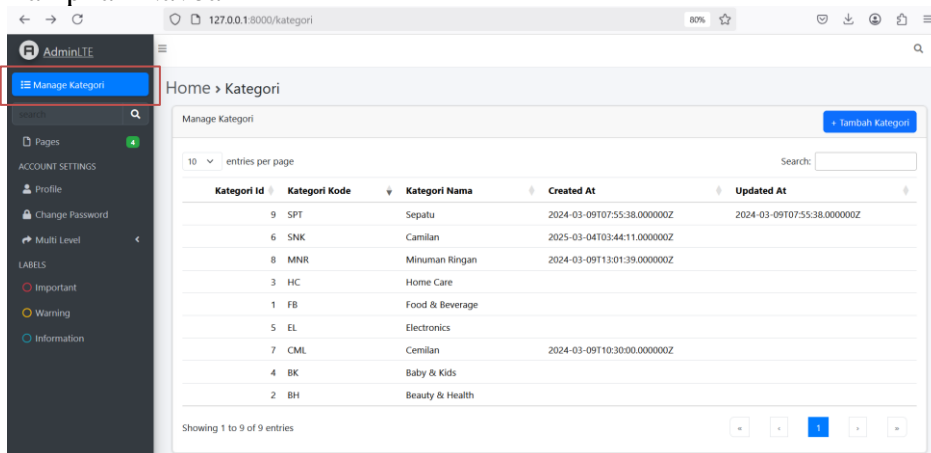 127.0.0.1:8000/kategori
80%
AdminLTE
Manage Kategori
search
Pages 4
ACCOUNT SETTINGS
Profile
Change Password
Multi Level
LABELS
Important
Warning
Information
Home › Kategori
Manage Kategori
+ Tambah Kategori
10 entries per page
Search:
Kategori Id Kategori Kode Kategori Nama Created At Updated At
9 SPT Sepatu 2024-03-09T07:55:38.000000Z 2024-03-09T07:55:38.000000Z
6 SNK Camilan 2025-03-04T03:44:11.000000Z
8 MNR Minuman Ringan 2024-03-09T13:01:39.000000Z
3 HC Home Care
1 FB Food & Beverage
5 EL Electronics
7 CML Cemilan 2024-03-09T10:30:00.000000Z
4 BK Baby & Kids
2 BH Beauty & Health
Showing 1 to 9 of 9 entries
« ‹ 1 › »